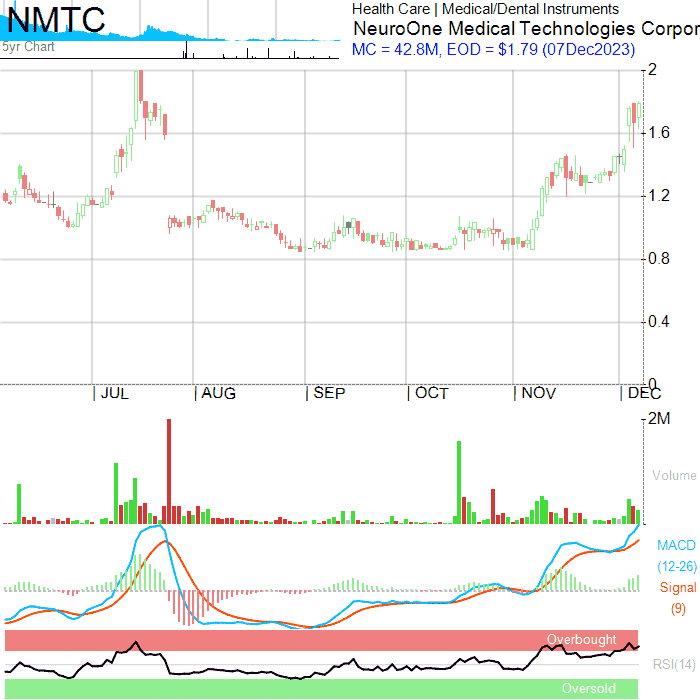 NMTC
5yr Chart
Health Care | Medical/Dental Instruments
NeuroOne Medical Technologies Corpor
MC = 42.8M, EOD = $1.79 (07Dec2023)
2
1.6
1.2
0.8
0.4
0
JUL AUG SEP OCT NOV DEC
2M
Volume
MACD
(12-26)
Signal
(9)
Overbought
RSI(14)
Oversold